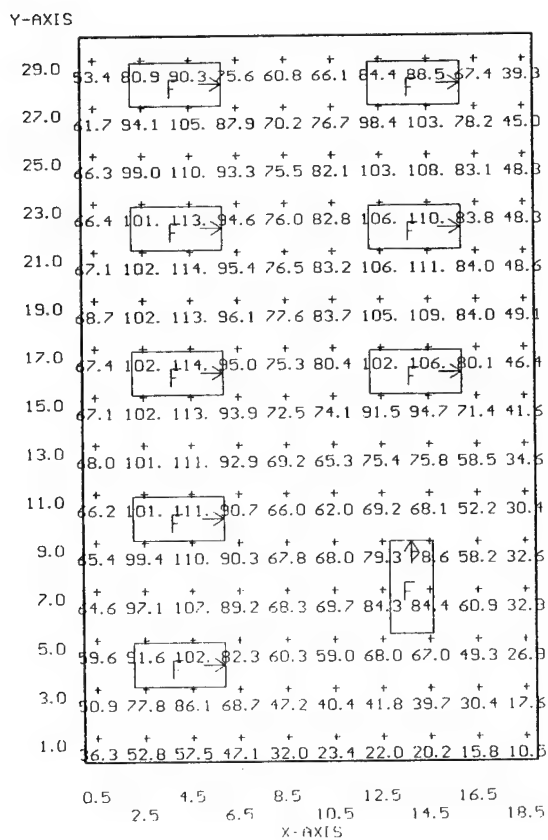 Y-AXIS
29.0 53.4 80.9 90.3 75.6 60.8 66.1 84.4 88.5 67.4 39.3
F F
27.0 61.7 94.1 105. 87.9 70.2 76.7 98.4 103. 78.2 45.0
25.0 66.3 99.0 110. 93.3 75.5 82.1 103. 108. 83.1 48.3
23.0 66.4 101. 113. 94.6 76.0 82.8 106. 110. 83.8 48.3
F F
21.0 67.1 102. 114. 95.4 76.5 83.2 106. 111. 84.0 48.6
19.0 68.7 102. 113. 96.1 77.6 83.7 105. 109. 84.0 49.1
17.0 67.4 102. 114. 95.0 75.3 80.4 102. 106. 80.1 46.4
F F
15.0 67.1 102. 113. 93.9 72.5 74.1 91.5 94.7 71.4 41.6
13.0 68.0 101. 111. 92.9 69.2 65.3 75.4 75.8 58.5 34.6
11.0 66.2 101. 111. 90.7 66.0 62.0 69.2 68.1 52.2 30.4
F
9.0 65.4 99.4 110. 90.3 67.8 68.0 79.3 78.6 58.2 32.6
F
7.0 64.6 97.1 107. 89.2 68.3 69.7 84.3 84.4 60.9 32.8
5.0 59.6 91.6 102. 82.3 60.3 59.0 68.0 67.0 49.3 26.9
F
3.0 50.9 77.8 86.1 68.7 47.2 40.4 41.8 39.7 30.4 17.6
1.0 36.3 52.8 57.5 47.1 32.0 23.4 22.0 20.2 15.8 10.6
0.5 4.5 8.5 12.5 16.5
2.5 6.5 10.5 14.5 18.5
X-AXIS